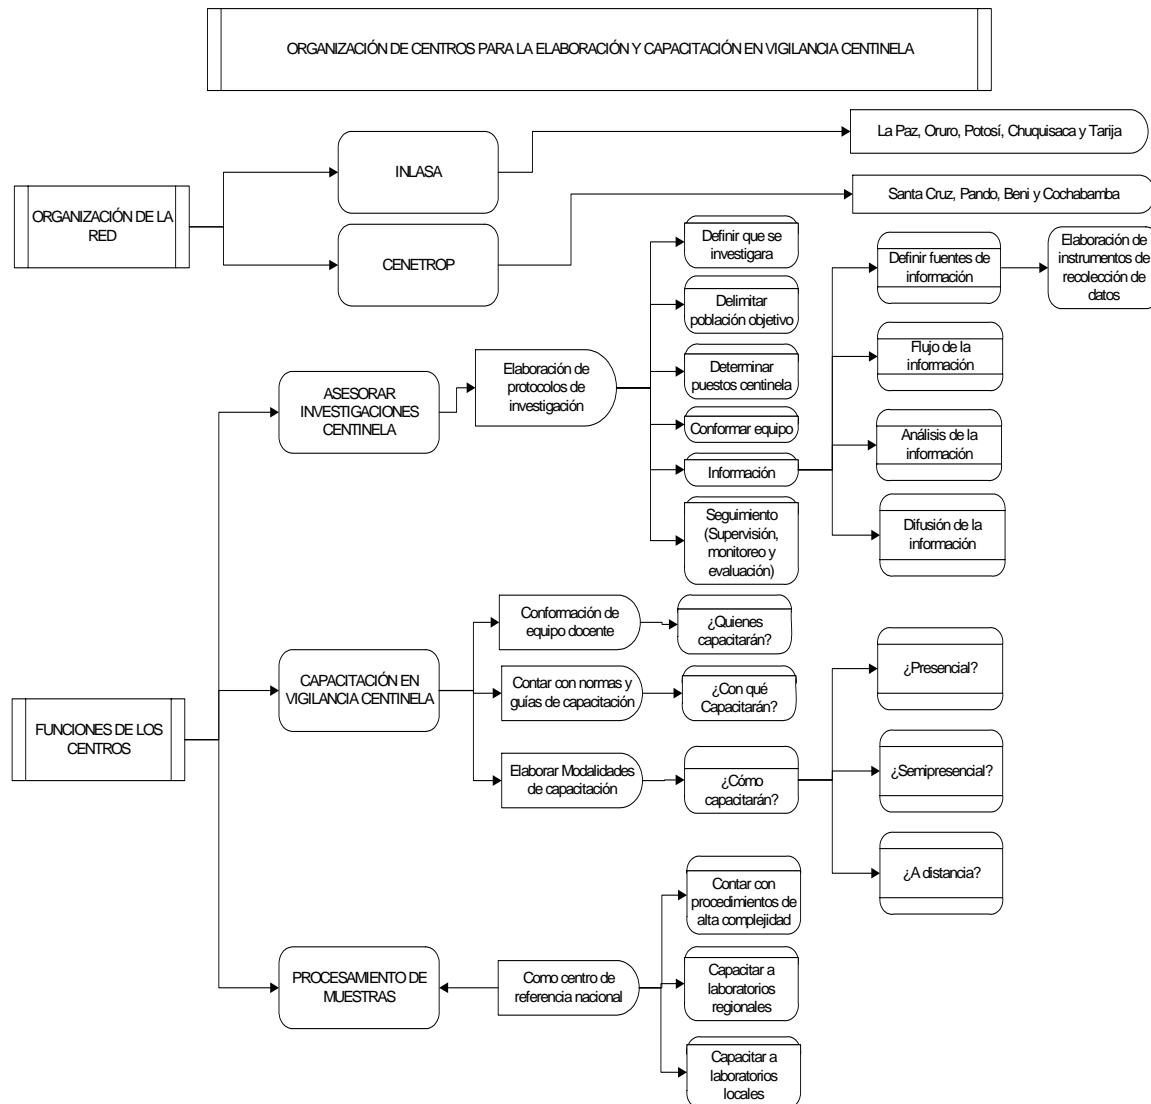 ORGANIZACIÓN DE CENTROS PARA LA ELABORACIÓN Y CAPACITACIÓN EN VIGILANCIA CENTINELA
ORGANIZACIÓN DE LA
RED
INLASA
La Paz, Oruro, Potosí, Chuquisaca y Tarija
CENETROP
Santa Cruz, Pando, Beni y Cochabamba
FUNCIONES DE LOS
CENTROS
ASESORAR
INVESTIGACIONES
CENTINELA
Elaboración de
protocolos de
investigación
Definir que se
investigara
Delimitar
población objetivo
Determinar
puestos centinela
Conformar equipo
Información
Seguimiento
(Supervisión,
monitoreo y
evaluación)
Definir fuentes de
información
Elaboración de
instrumentos de
recolección de
datos
Flujo de la
información
Análisis de la
información
Difusión de la
información
CAPACITACIÓN EN
VIGILANCIA CENTINELA
Conformación de
equipo docente
¿Quienes
capacitarán?
Contar con normas y
guías de capacitación
¿Con qué
Capacitarán?
Elaborar Modalidades
de capacitación
¿Cómo
capacitarán?
¿Presencial?
¿Semipresencial?
¿A distancia?
PROCESAMIENTO DE
MUESTRAS
Como centro de
referencia nacional
Contar con
procedimientos de
alta complejidad
Capacitar a
laboratorios
regionales
Capacitar a
laboratorios
locales